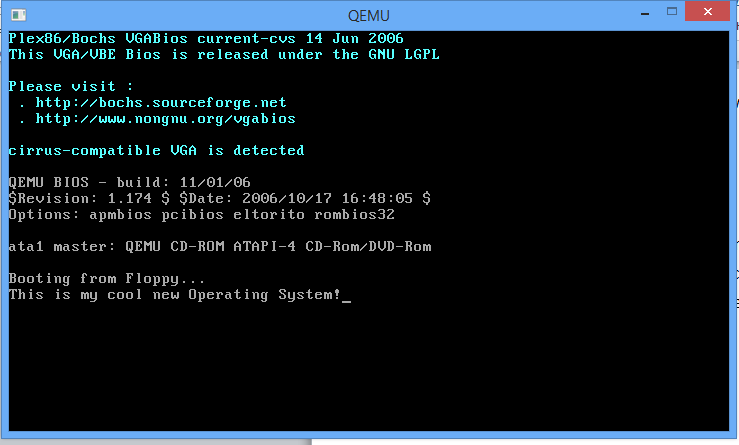 QEMU
Plex86/Bochs VGABios current-cvs 14 Jun 2006
This VGA/VBE Bios is released under the GNU LGPL
Please visit :
. http://bochs.sourceforge.net
. http://www.nongnu.org/vgabios
cirrus-compatible VGA is detected
QEMU BIOS - build: 11/01/06
$Revision: 1.174 $ $Date: 2006/10/17 16:48:05 $
Options: apmbios pcibios eltorito rombios32
ata1 master: QEMU CD-ROM ATAPI-4 CD-Rom/DVD-Rom
Booting from Floppy...
This is my cool new Operating System!_